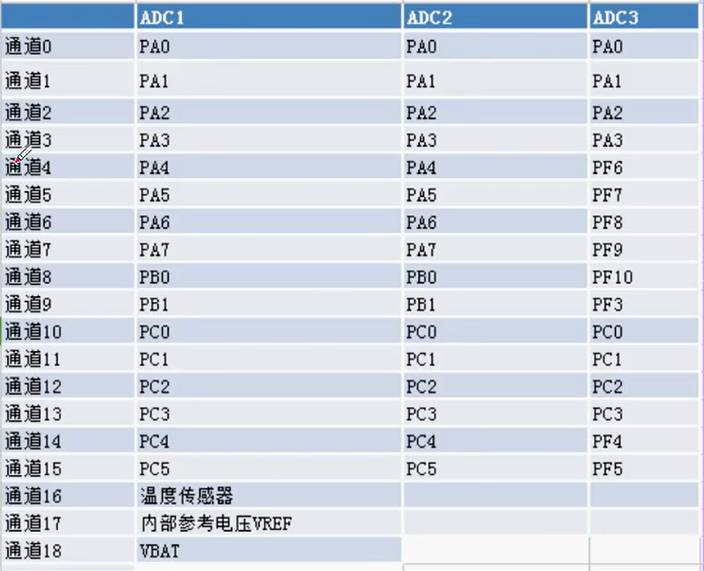 ADC1 ADC2 ADC3
通道0 PA0 PA0 PA0
通道1 PA1 PA1 PA1
通道2 PA2 PA2 PA2
通道3 PA3 PA3 PA3
通道4 PA4 PA4 PF6
通道5 PA5 PA5 PF7
通道6 PA6 PA6 PF8
通道7 PA7 PA7 PF9
通道8 PB0 PB0 PF10
通道9 PB1 PB1 PF3
通道10 PC0 PC0 PC0
通道11 PC1 PC1 PC1
通道12 PC2 PC2 PC2
通道13 PC3 PC3 PC3
通道14 PC4 PC4 PF4
通道15 PC5 PC5 PF5
通道16 温度传感器
通道17 内部参考电压VREF
通道18 VBAT